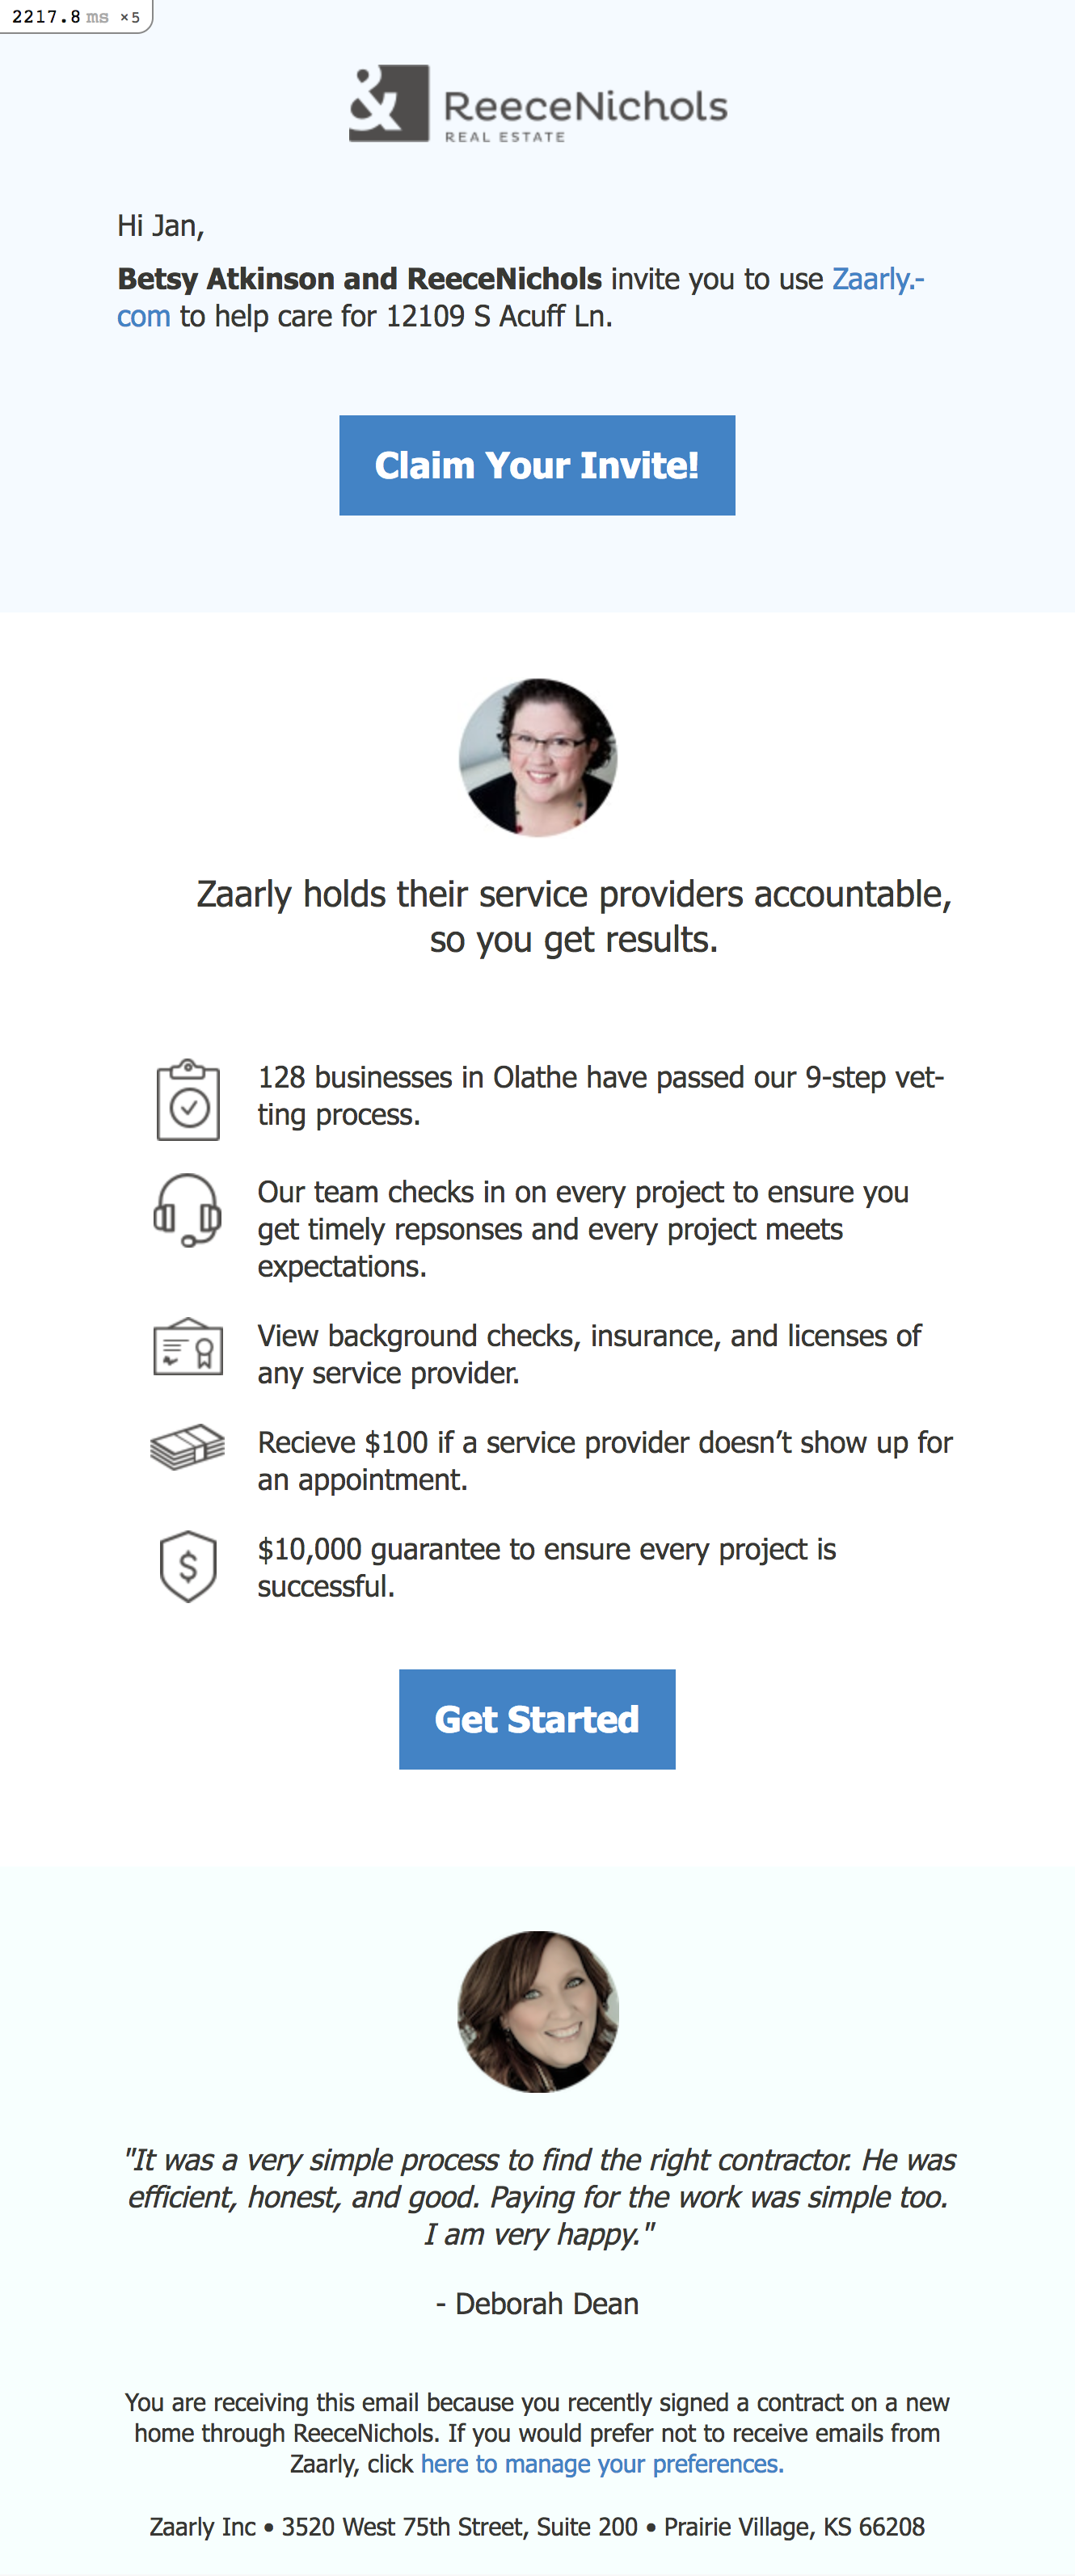 2217.8 ms ×5
&
ReeceNichols
REAL ESTATE
Hi Jan,
Betsy Atkinson and ReeceNichols invite you to use Zaarly.-
com to help care for 12109 S Acuff Ln.
Claim Your Invite!
Zaarly holds their service providers accountable,
so you get results.
128 businesses in Olathe have passed our 9-step vet-
ting process.
Our team checks in on every project to ensure you
get timely repsonses and every project meets
expectations.
View background checks, insurance, and licenses of
any service provider.
Recieve $100 if a service provider doesn’t show up for
an appointment.
$
$10,000 guarantee to ensure every project is
successful.
Get Started
"It was a very simple process to find the right contractor. He was
efficient, honest, and good. Paying for the work was simple too.
I am very happy."
- Deborah Dean
You are receiving this email because you recently signed a contract on a new
home through ReeceNichols. If you would prefer not to receive emails from
Zaarly, click here to manage your preferences.
Zaarly Inc • 3520 West 75th Street, Suite 200 • Prairie Village, KS 66208